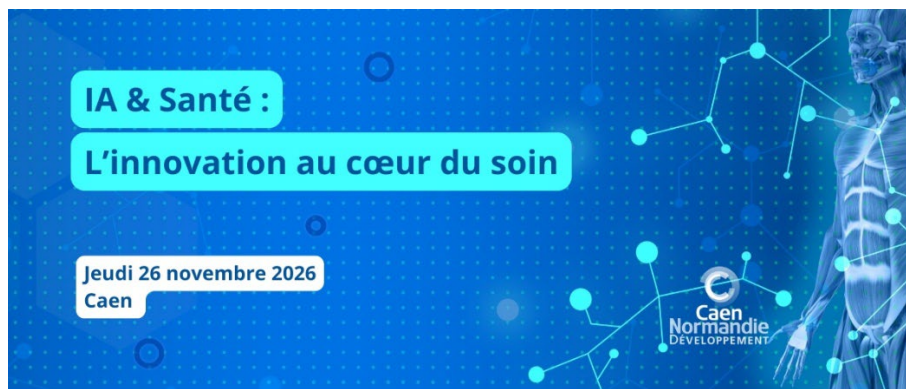 IA & Santé :
L’innovation au cœur du soin
Jeudi 26 novembre 2026
Caen
Caen
Normandie
DÉVELOPPEMENT